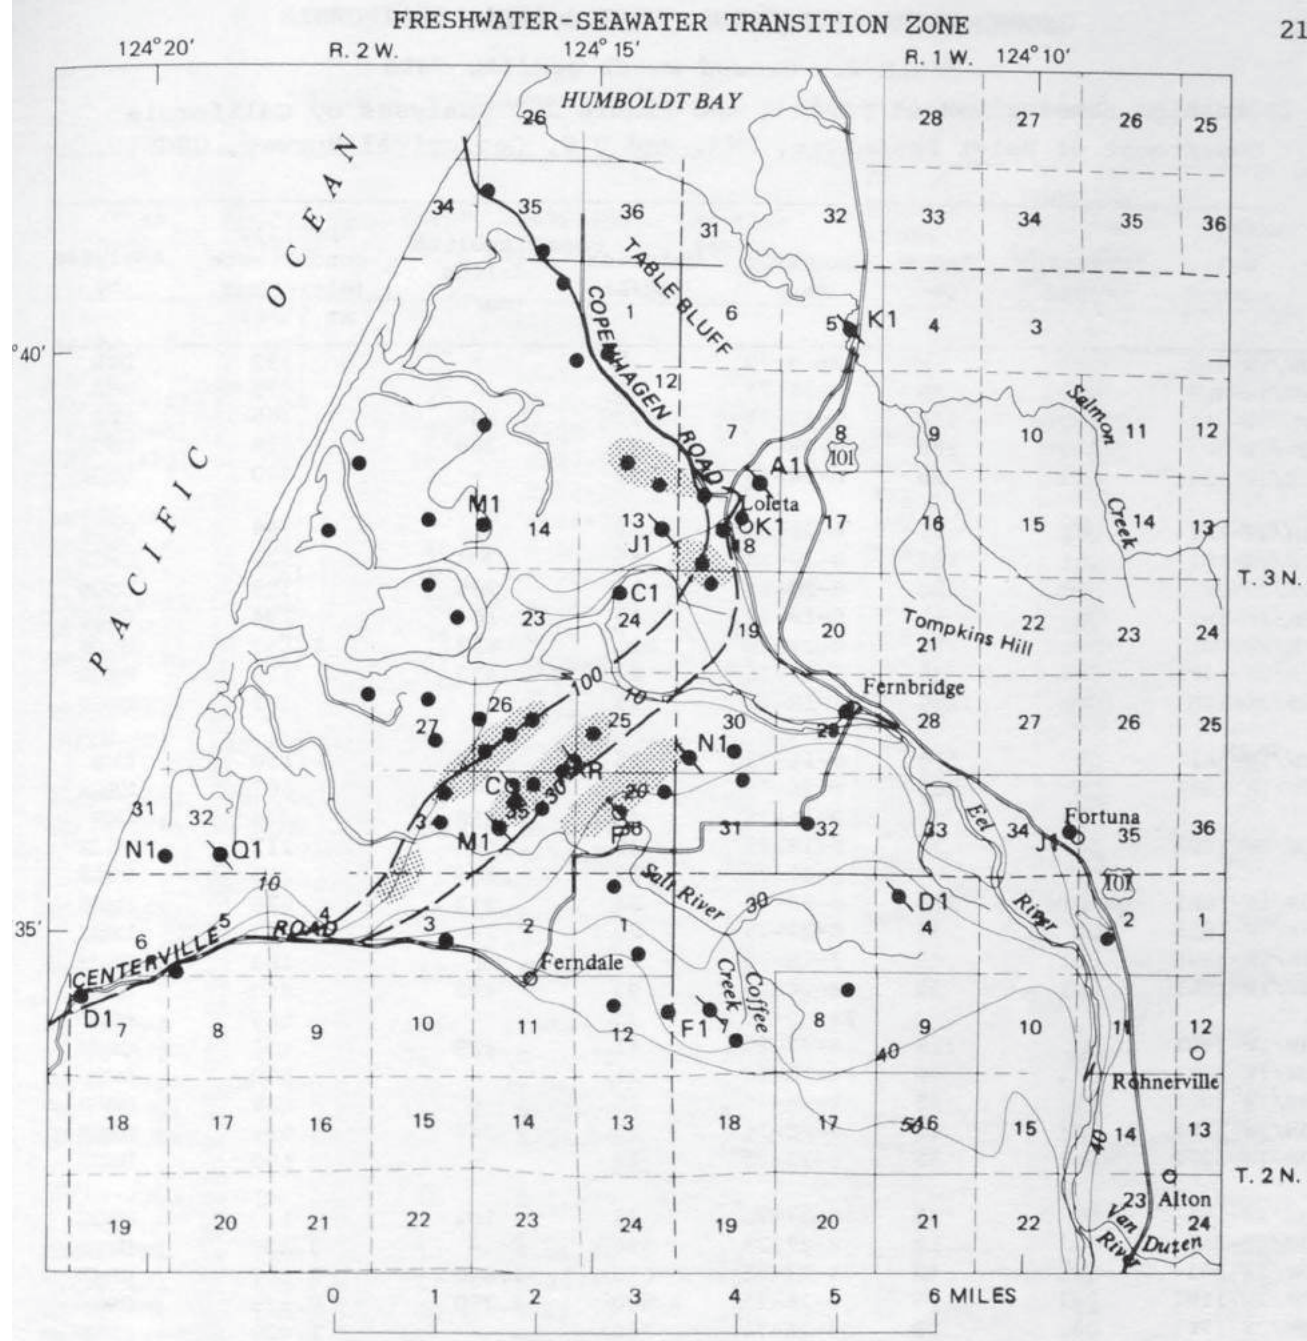 FRESHWATER-SEAWATER TRANSITION ZONE 21
124°20' R. 2 W. 124°15' R. 1 W. 124°10'
HUMBOLDT BAY
26 28 27 26 25
PACIFIC OCEAN
34 35 36 31 32 33 34 35 36
TABLE BLUFF
COPENHAGEN ROAD
1 6 5 K1 4 3
°40'
12
Salmon Creek
7 8 9 10 11 12
101
A1
Loleta
M1 14 13 K1 17 16 15 14 13
J1 18
T. 3 N.
C1
23 24 19 20 21 22 23 24
Tompkins Hill
100
10
Fernbridge
27 26 25 30 29 28 27 26 25
N1
31 32 35 30 20 36 31 32 33 34 35 36
Eel River
Fortuna
J1
M1
F
N1 Q1
10
101
Salt River
30
D1
35'
6 5 4 3 2 1 4 2 1
CENTERVILLE ROAD
Ferndale
Coffee Creek
D1
7 8 9 10 11 12 F1 7 8 9 10 11 12
40
Rohnerville
18 17 16 15 14 13 18 17 16 15 14 13
50
40
T. 2 N.
Alton
19 20 21 22 23 24 19 20 21 22 23 24
Van Duzen River
0 1 2 3 4 5 6 MILES